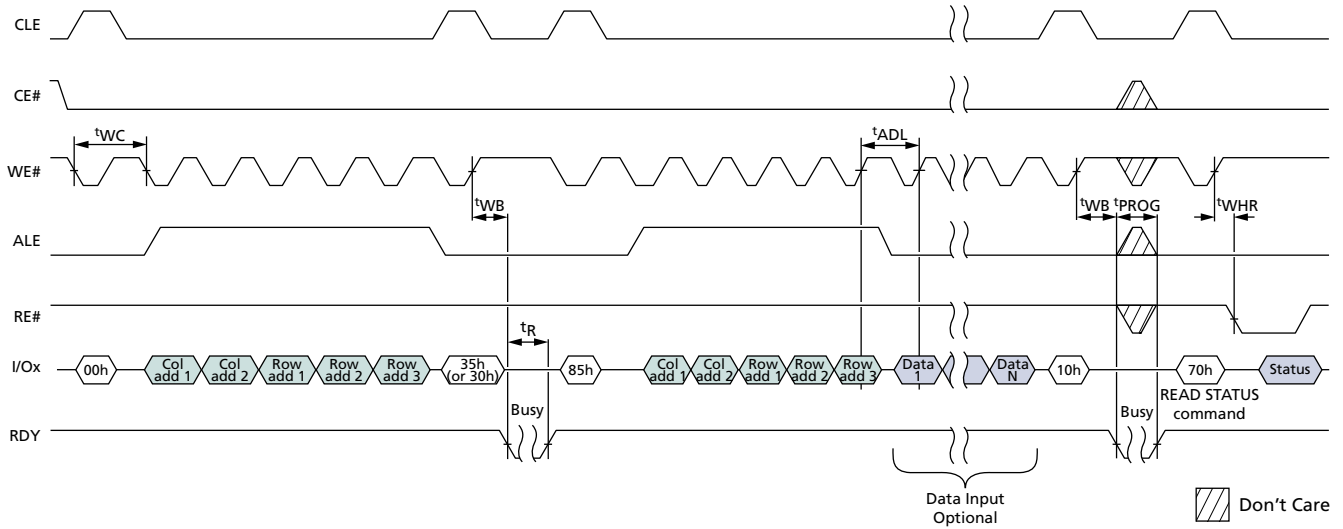 CLE
CE#
tWC
tADL
WE#
tWB
tWB
tPROG
tWHR
ALE
RE#
tR
I/Ox
00h
Col add 1
Col add 2
Row add 1
Row add 2
Row add 3
35h (or 30h)
85h
Col add 1
Col add 2
Row add 1
Row add 2
Row add 3
Data 1
Data N
10h
70h
Status
READ STATUS command
Busy
Busy
RDY
Data Input
Optional
Don't Care